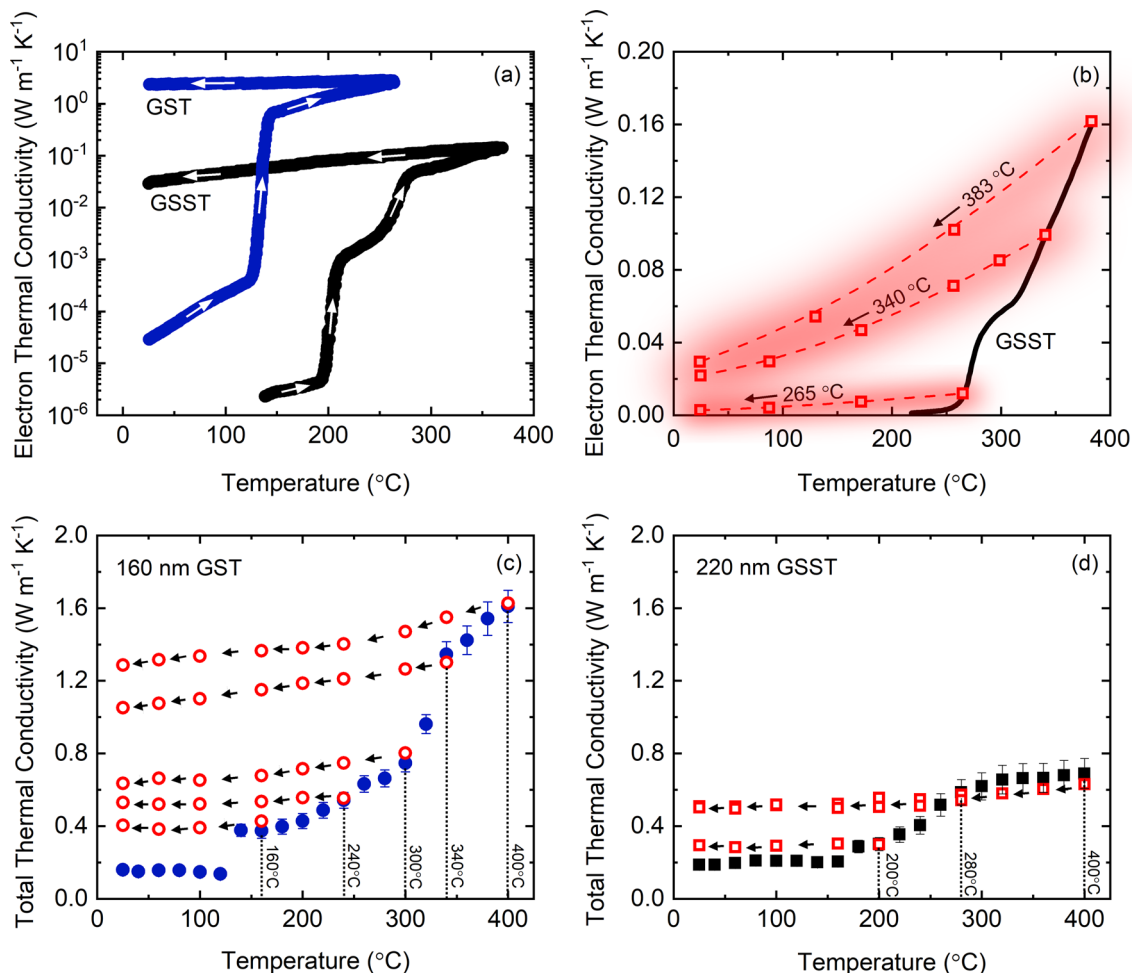 (a)
Electron Thermal Conductivity (W m⁻¹ K⁻¹)
10¹
10⁰
10⁻¹
10⁻²
10⁻³
10⁻⁴
10⁻⁵
10⁻⁶
GST
GSST
0 100 200 300 400
Temperature (°C)
(b)
Electron Thermal Conductivity (W m⁻¹ K⁻¹)
0.20
0.16
0.12
0.08
0.04
0.00
383 °C
340 °C
265 °C
GSST
0 100 200 300 400
Temperature (°C)
160 nm GST (c)
Total Thermal Conductivity (W m⁻¹ K⁻¹)
2.0
1.6
1.2
0.8
0.4
0.0
160°C
240°C
300°C
340°C
400°C
0 100 200 300 400
Temperature (°C)
220 nm GSST (d)
Total Thermal Conductivity (W m⁻¹ K⁻¹)
2.0
1.6
1.2
0.8
0.4
0.0
200°C
280°C
400°C
0 100 200 300 400
Temperature (°C)